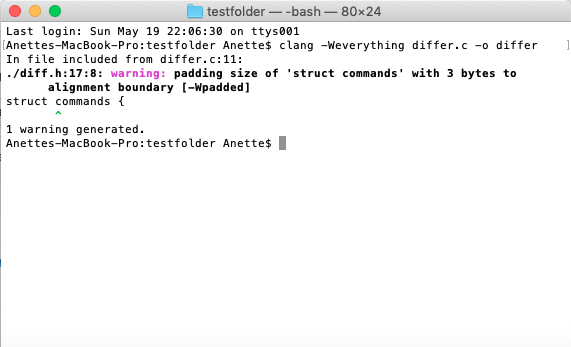 testfolder — -bash — 80×24
Last login: Sun May 19 22:06:30 on ttys001
[Anettes-MacBook-Pro:testfolder Anette$ clang -Weverything differ.c -o differ ]
In file included from differ.c:11:
./diff.h:17:8: warning: padding size of 'struct commands' with 3 bytes to
alignment boundary [-Wpadded]
struct commands {
^
1 warning generated.
Anettes-MacBook-Pro:testfolder Anette$